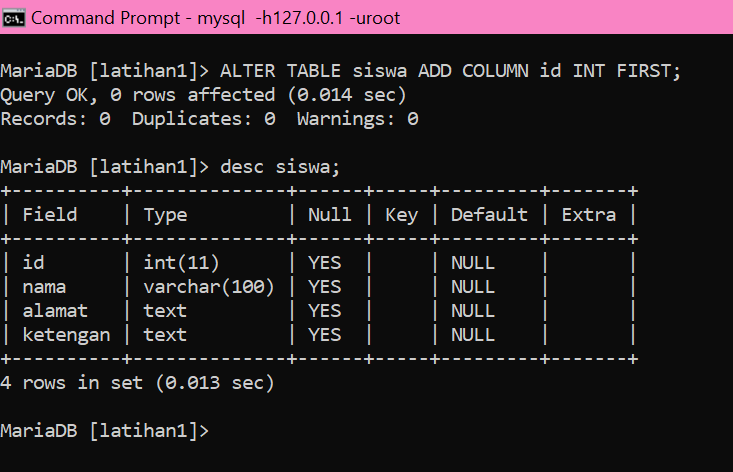 Command Prompt - mysql  -h127.0.0.1 -uroot
MariaDB [latihan1]> ALTER TABLE siswa ADD COLUMN id INT FIRST;
Query OK, 0 rows affected (0.014 sec)
Records: 0  Duplicates: 0  Warnings: 0
MariaDB [latihan1]> desc siswa;
+----------+--------------+------+-----+---------+-------+
| Field    | Type         | Null | Key | Default | Extra |
+----------+--------------+------+-----+---------+-------+
| id       | int(11)      | YES  |     | NULL    |       |
| nama     | varchar(100) | YES  |     | NULL    |       |
| alamat   | text         | YES  |     | NULL    |       |
| ketengan | text         | YES  |     | NULL    |       |
+----------+--------------+------+-----+---------+-------+
4 rows in set (0.013 sec)
MariaDB [latihan1]>